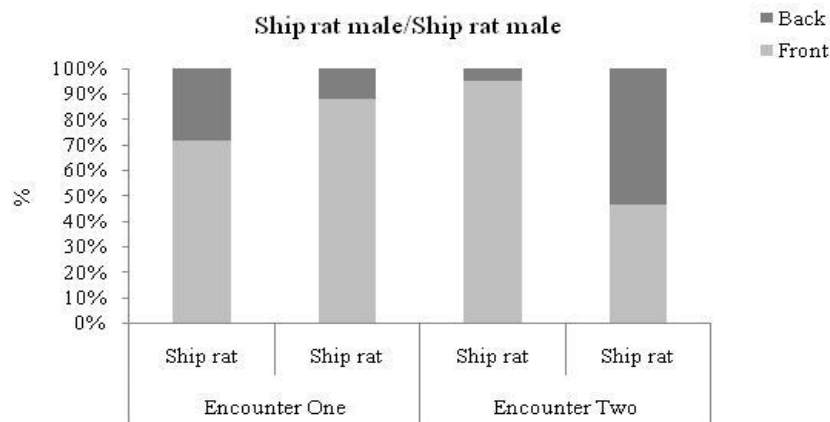 Ship rat male/Ship rat male
Back
Front
100%
90%
80%
70%
60%
50%
40%
30%
20%
10%
0%
%
Ship rat Ship rat Ship rat Ship rat
Encounter One Encounter Two